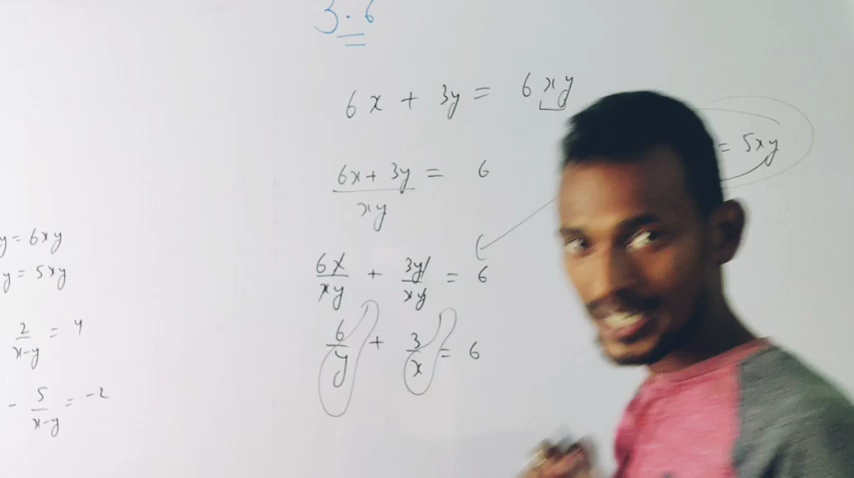 3.6
6x + 3y = 6xy
= 5xy
6x + 3y / xy = 6
6x/xy + 3y/xy = 6
6/y + 3/x = 6
y = 6xy
y = 5xy
2/x-y = 4
- 5/x-y = -2